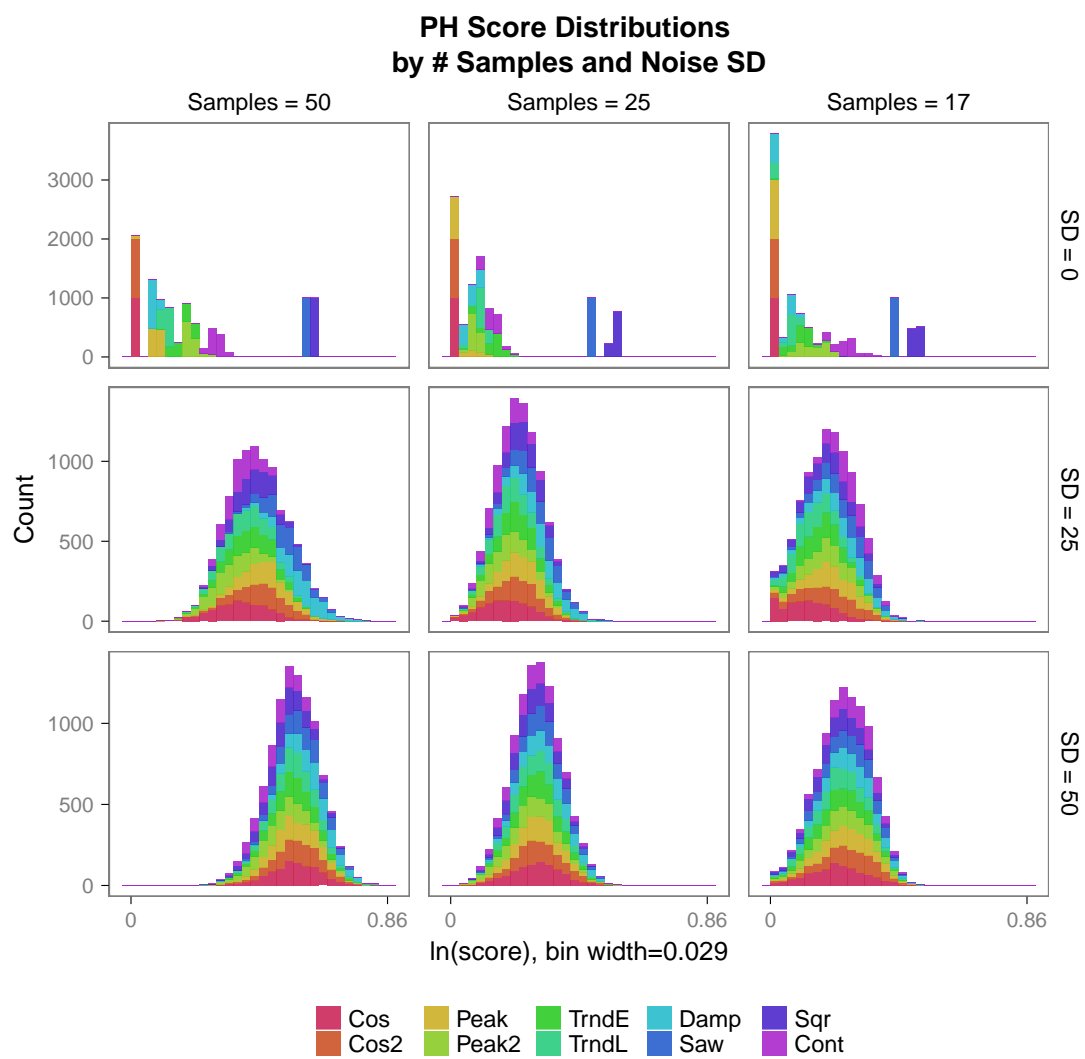 PH Score Distributions
by # Samples and Noise SD
Samples = 50
Samples = 25
Samples = 17
3000
2000
1000
0
SD = 0
1000
500
0
SD = 25
1000
500
0
SD = 50
Count
0
0.86
0
0.86
0
0.86
ln(score), bin width=0.029
Cos
Peak
TrndE
Damp
Sqr
Cos2
Peak2
TrndL
Saw
Cont